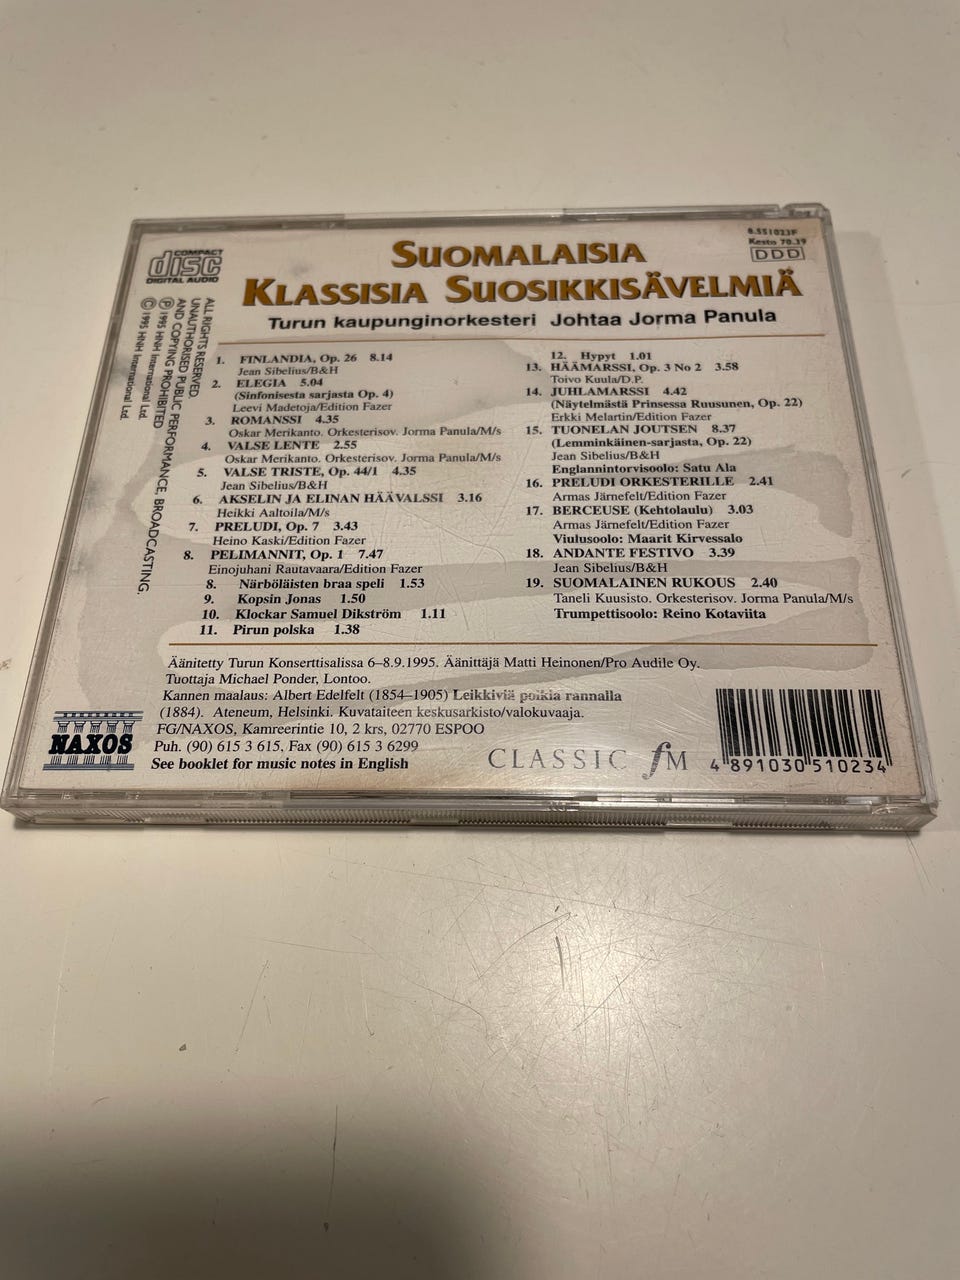 COMPACT
disc
DIGITAL AUDIO
8.551023F
Kesto 70.39
DDD
SUOMALAISIA
KLASSISIA SUOSIKKISÄVELMIÄ
Turun kaupunginorkesteri Johtaa Jorma Panula
ALL RIGHTS RESERVED.
UNAUTHORISED PUBLIC PERFORMANCE, BROADCASTING,
AND COPYING PROHIBITED
Ⓟ 1995 HNH International Ltd.
© 1995 HNH International Ltd.
1. FINLANDIA, Op. 26 8.14
Jean Sibelius/B&H
2. ELEGIA 5.04
(Sinfonisesta sarjasta Op. 4)
Leevi Madetoja/Edition Fazer
3. ROMANSSI 4.35
Oskar Merikanto. Orkesterisov. Jorma Panula/M/s
4. VALSE LENTE 2.55
Oskar Merikanto. Orkesterisov. Jorma Panula/M/s
5. VALSE TRISTE, Op. 44/1 4.35
Jean Sibelius/B&H
6. AKSELIN JA ELINAN HÄÄVALSSI 3.16
Heikki Aaltoila/M/s
7. PRELUDI, Op. 7 3.43
Heino Kaski/Edition Fazer
8. PELIMANNIT, Op. 1 7.47
Einojuhani Rautavaara/Edition Fazer
8. Närböläisten braa speli 1.53
9. Kopsin Jonas 1.50
10. Klockar Samuel Dikström 1.11
11. Pirun polska 1.38
12. Hypyt 1.01
13. HÄÄMARSSI, Op. 3 No 2 3.58
Toivo Kuula/D.P.
14. JUHLAMARSSI 4.42
(Näytelmästä Prinsessa Ruusunen, Op. 22)
Erkki Melartin/Edition Fazer
15. TUONELAN JOUTSEN 8.37
(Lemminkäinen-sarjasta, Op. 22)
Jean Sibelius/B&H
Englannintorvisoolo: Satu Ala
16. PRELUDI ORKESTERILLE 2.41
Armas Järnefelt/Edition Fazer
17. BERCEUSE (Kehtolaulu) 3.03
Armas Järnefelt/Edition Fazer
Viulusoolo: Maarit Kirvessalo
18. ANDANTE FESTIVO 3.39
Jean Sibelius/B&H
19. SUOMALAINEN RUKOUS 2.40
Taneli Kuusisto. Orkesterisov. Jorma Panula/M/s
Trumpettisoolo: Reino Kotaviita
Äänitetty Turun Konserttisalissa 6–8.9.1995. Äänittäjä Matti Heinonen/Pro Audile Oy.
Tuottaja Michael Ponder, Lontoo.
Kannen maalaus: Albert Edelfelt (1854–1905) Leikkiviä poikia rannalla
(1884). Ateneum, Helsinki. Kuvataiteen keskusarkisto/valokuvaaja.
FG/NAXOS, Kamreerintie 10, 2 krs, 02770 ESPOO
Puh. (90) 615 3 615, Fax (90) 615 3 6299
See booklet for music notes in English
NAXOS
CLASSIC fM
4 891030 510234